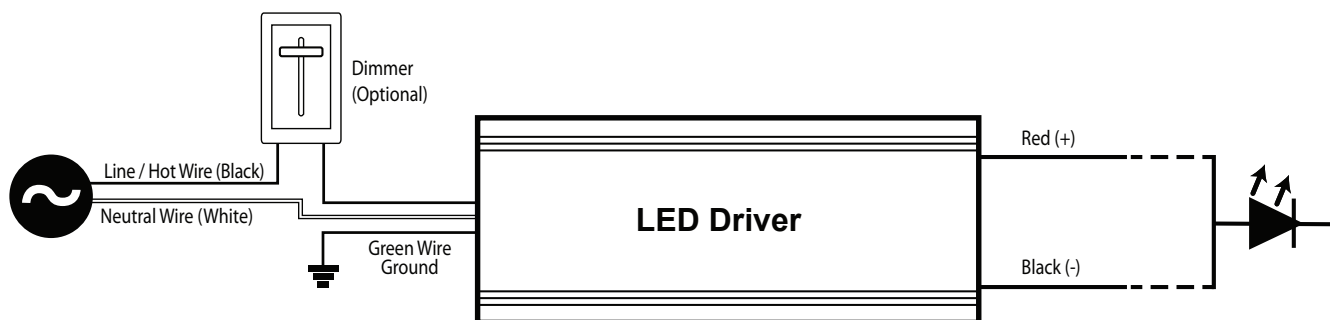 Dimmer
(Optional)
Line / Hot Wire (Black)
Neutral Wire (White)
Green Wire
Ground
LED Driver
Red (+)
Black (-)